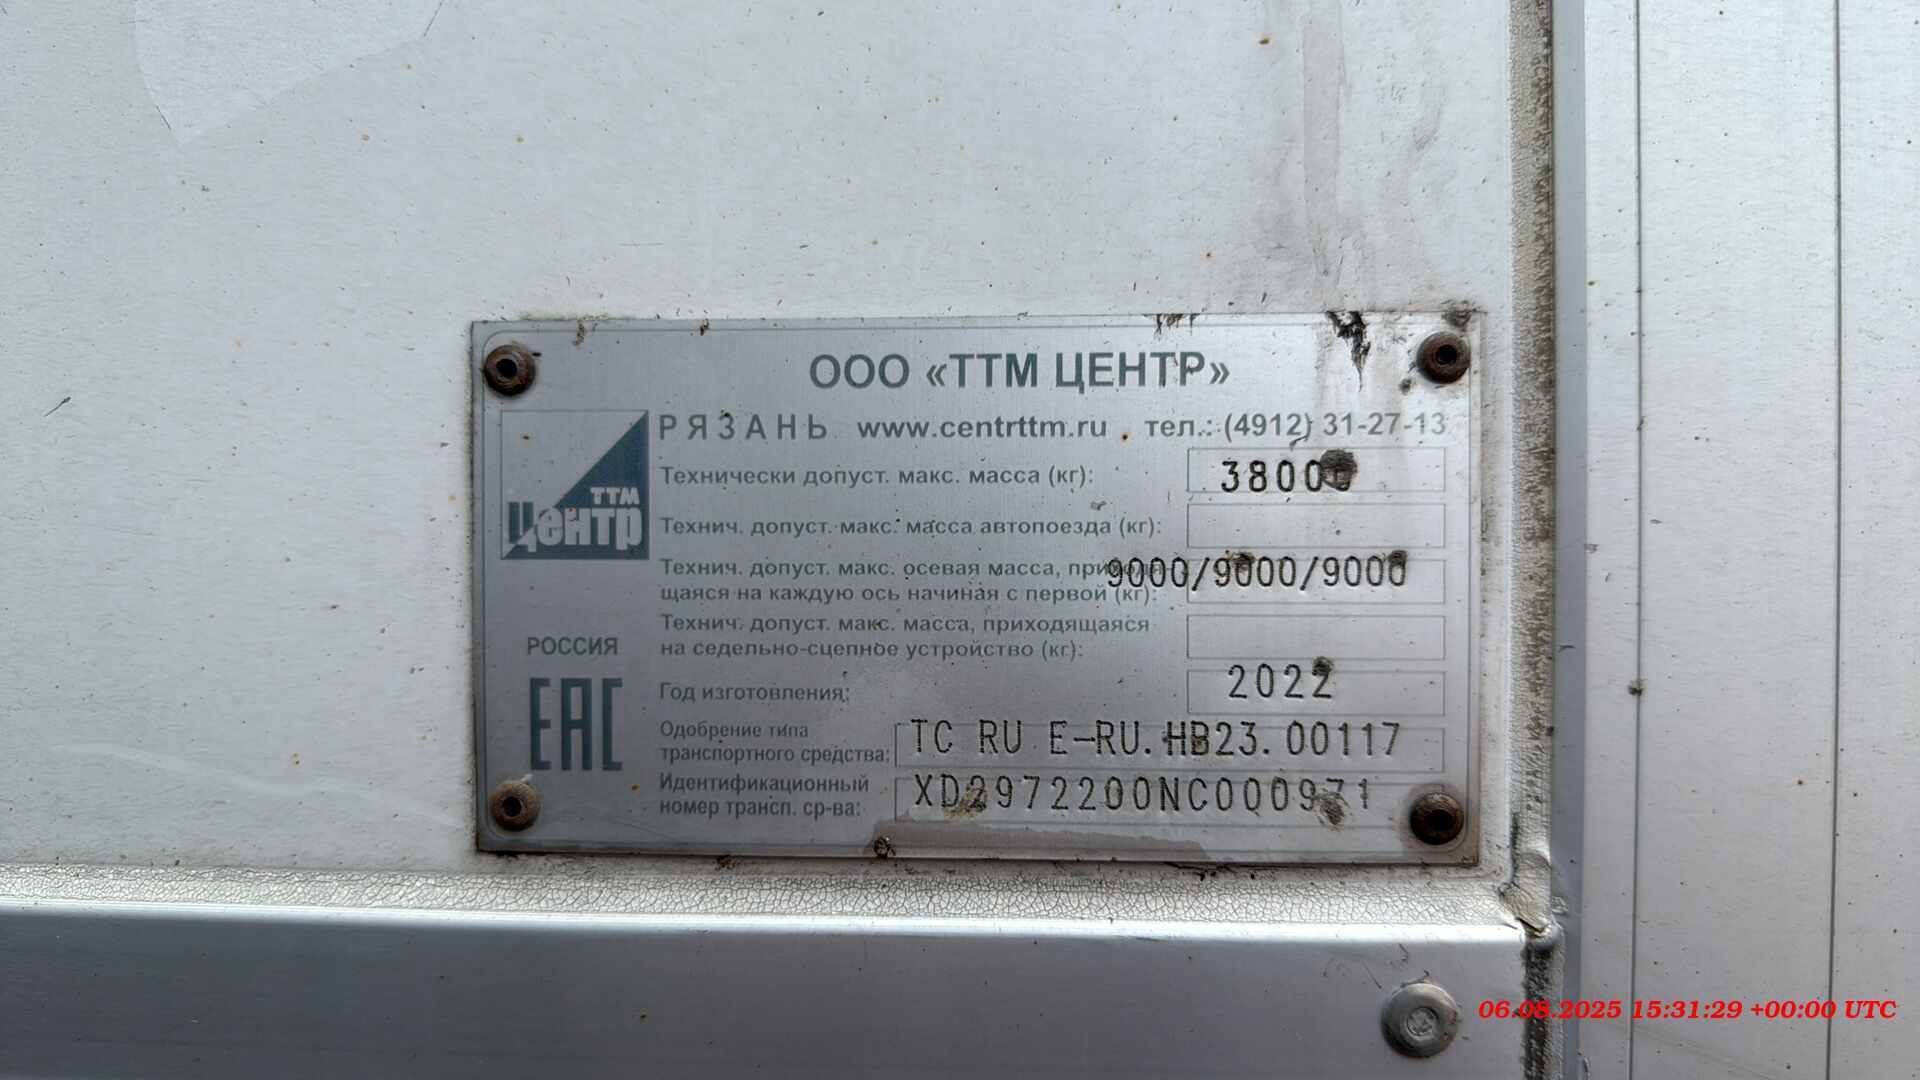 ООО «ТТМ ЦЕНТР»
РЯЗАНЬ www.centrttm.ru тел.: (4912) 31-27-13
ТТМ
Центр
Технически допуст. макс. масса (кг): 38000
Технич. допуст. макс. масса автопоезда (кг):
Технич. допуст. макс. осевая масса, приходя
щаяся на каждую ось начиная с первой (кг): 9000/9000/9000
Технич. допуст. макс. масса, приходящаяся
на седельно-сцепное устройство (кг):
РОССИЯ
EAC
Год изготовления: 2022
Одобрение типа
транспортного средства: TC RU E-RU.HB23.00117
Идентификационный
номер трансп. ср-ва: XD2972200NC000971
06.08.2025 15:31:29 +00:00 UTC